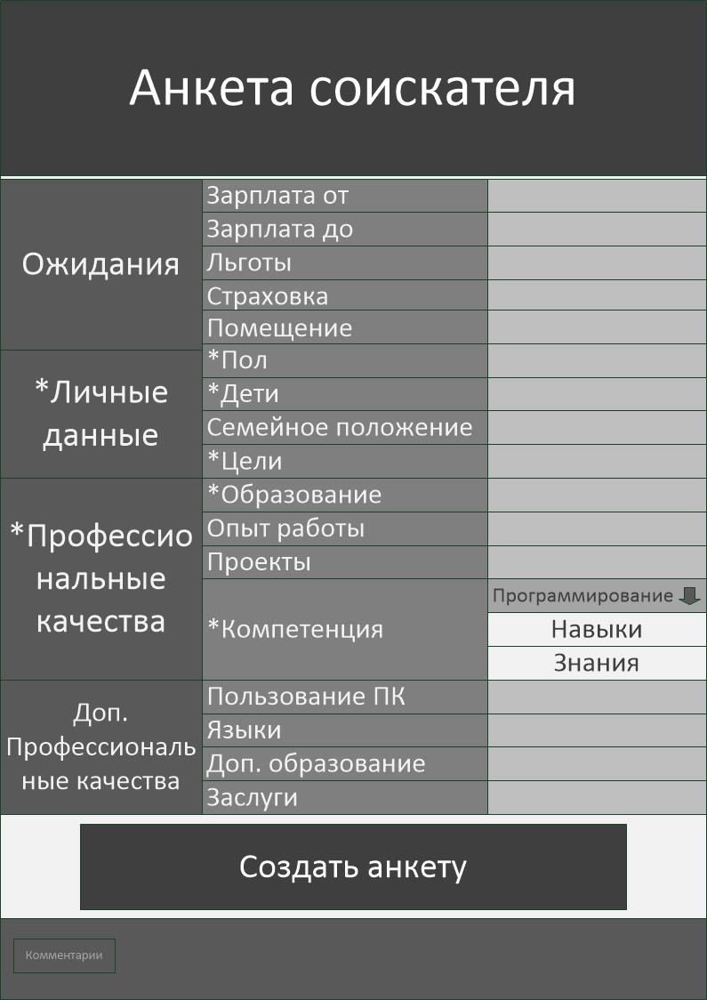 Анкета соискателя
Ожидания
Зарплата от
Зарплата до
Льготы
Страховка
Помещение
*Личные
данные
*Пол
*Дети
Семейное положение
*Цели
*Профессио
нальные
качества
*Образование
Опыт работы
Проекты
*Компетенция
Программирование
Навыки
Знания
Доп.
Профессиональ
ные качества
Пользование ПК
Языки
Доп. образование
Заслуги
Создать анкету
Комментарии